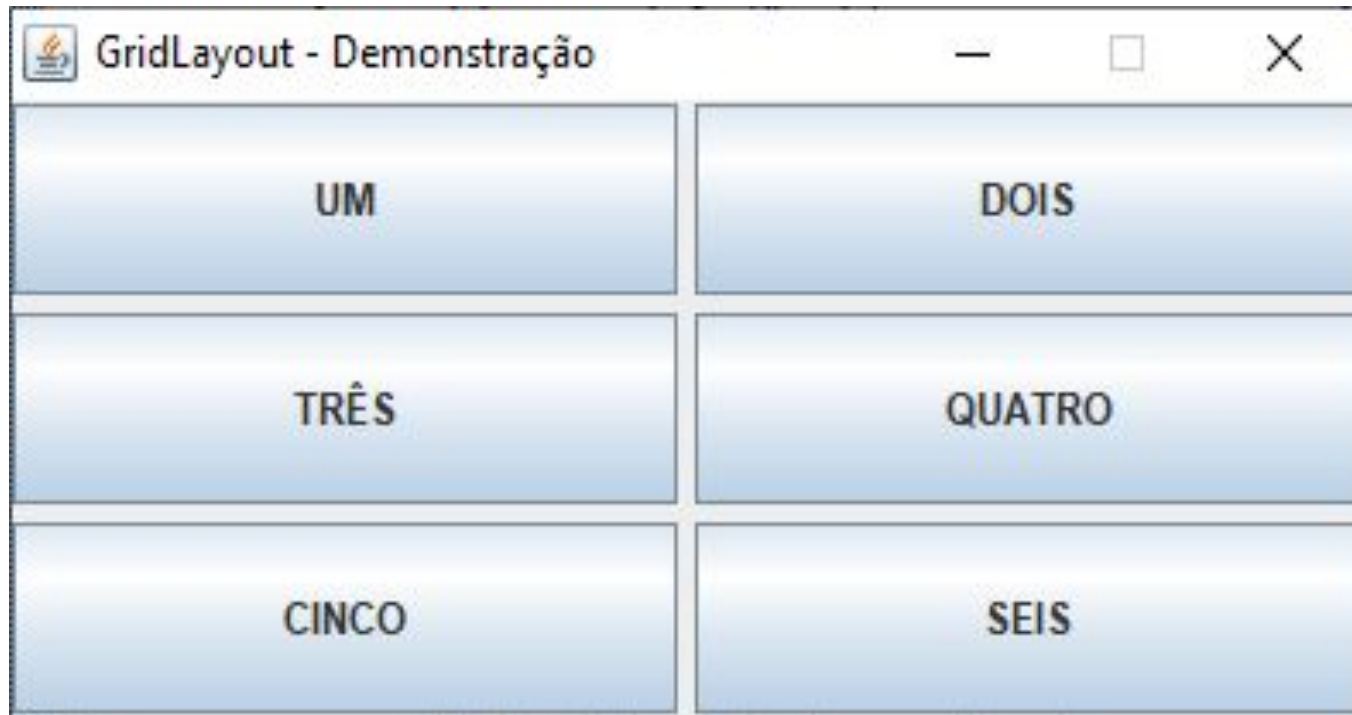 GridLayout - Demonstração
UM
DOIS
TRÊS
QUATRO
CINCO
SEIS